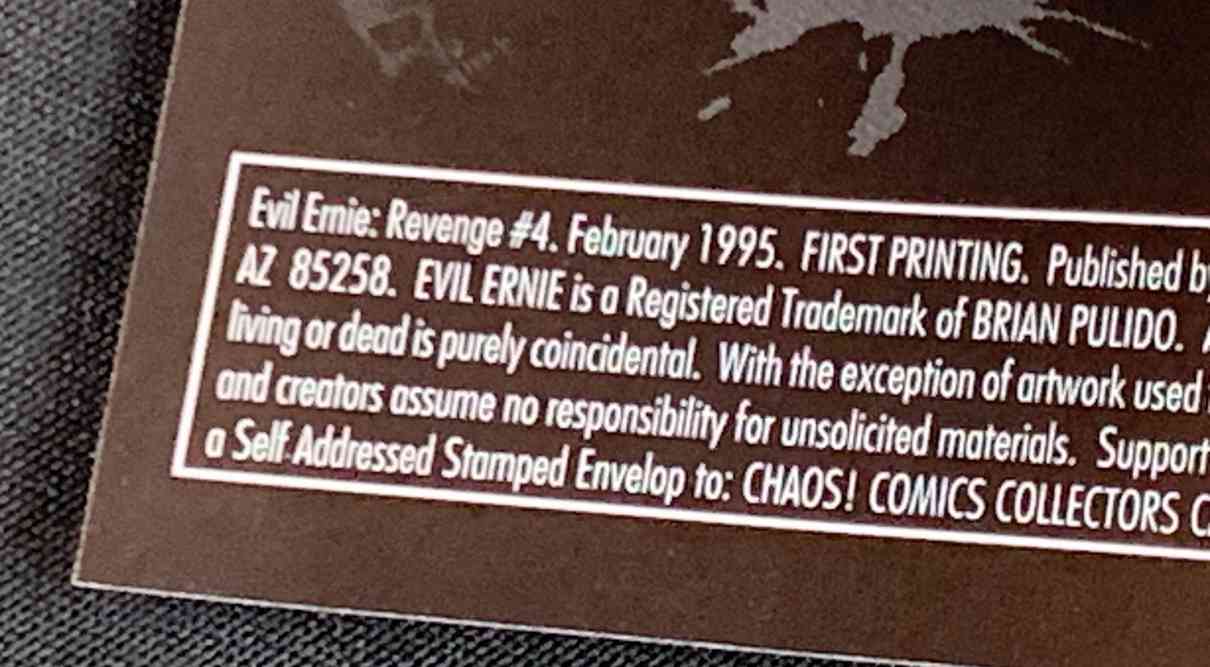 Evil Ernie: Revenge #4. February 1995. FIRST PRINTING. Published
AZ 85258. EVIL ERNIE is a Registered Trademark of BRIAN PULIDO.
living or dead is purely coincidental. With the exception of artwork used
and creators assume no responsibility for unsolicited materials. Support
a Self Addressed Stamped Envelop to: CHAOS! COMICS COLLECTORS